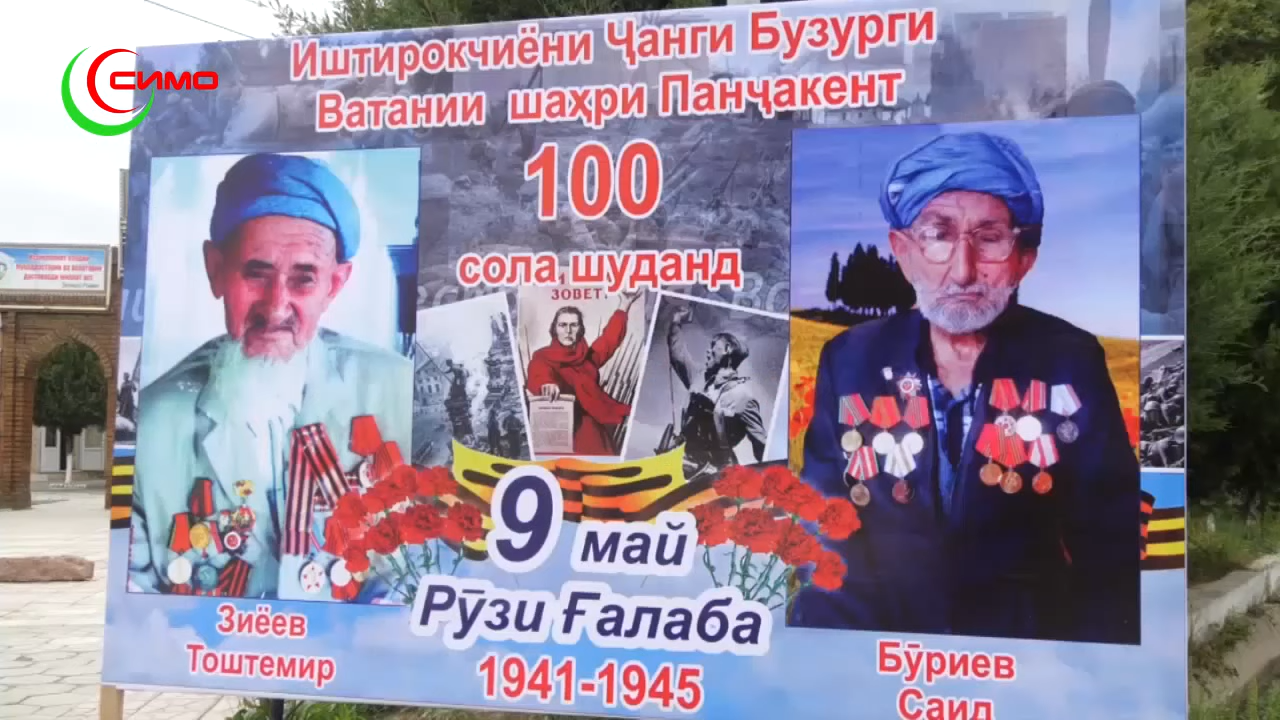 СИМО
Иштирокчиёни Ҷанги Бузурги
Ватании шаҳри Панҷакент
100
сола шуданд
ЗОВЕТ!
9 май
Рӯзи Ғалаба
1941-1945
Зиёев
Тоштемир
Бӯриев
Саид